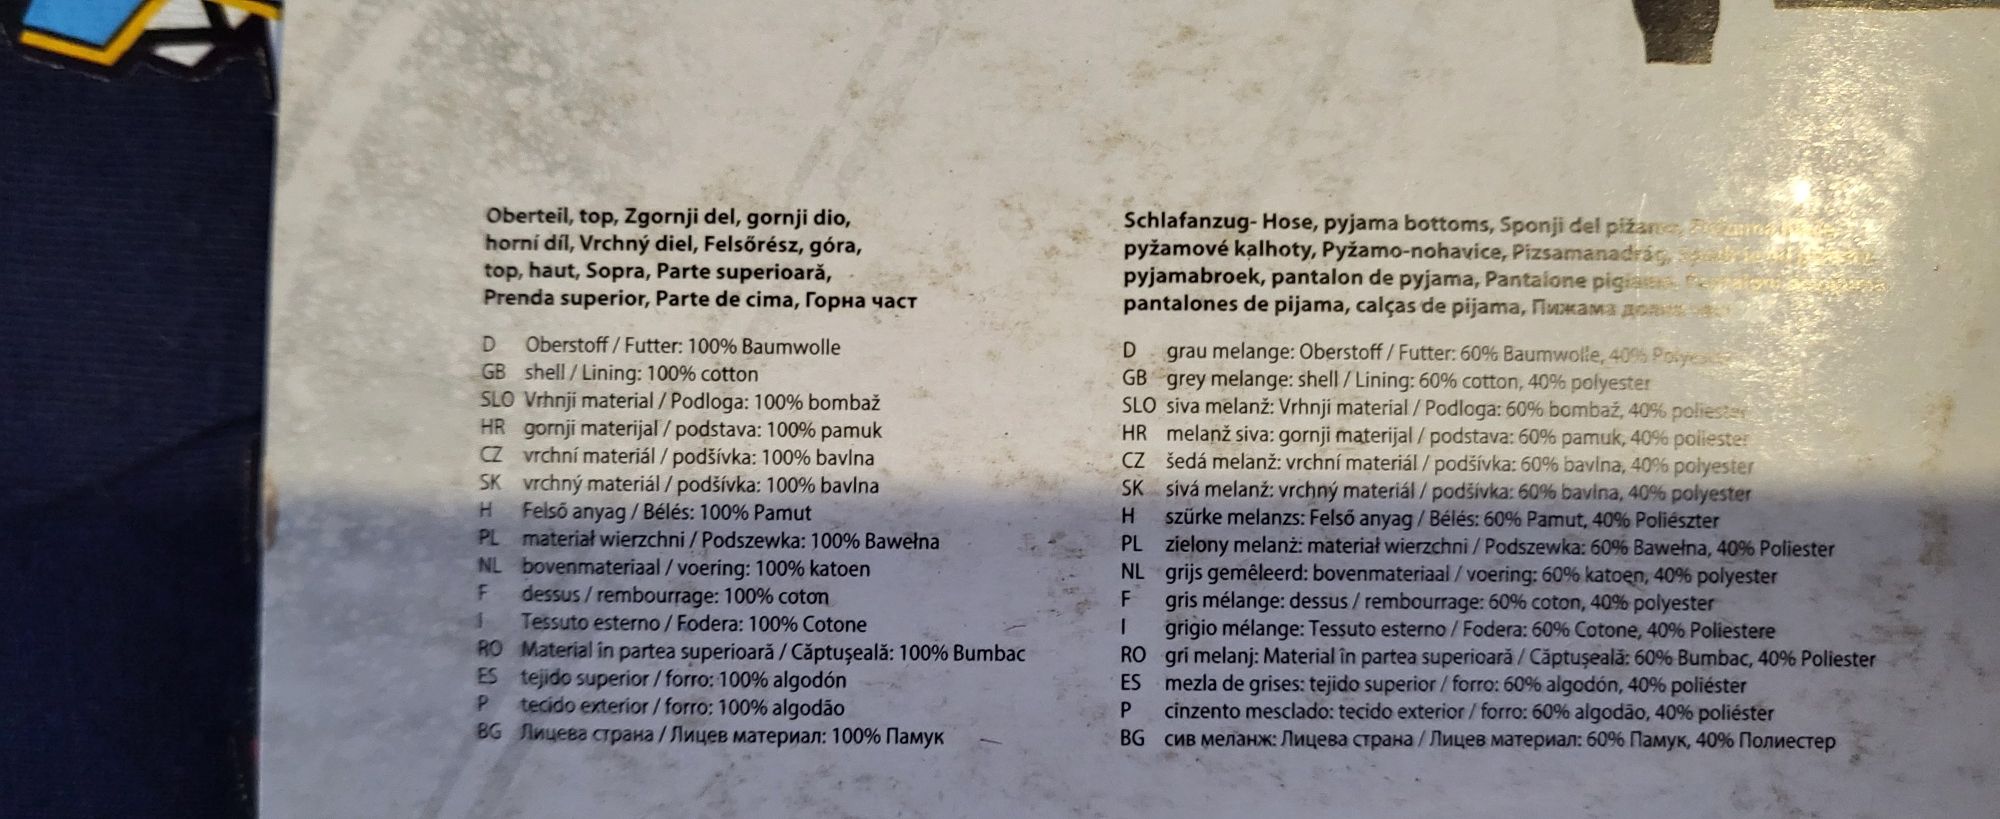 Oberteil, top, Zgornji del, gornji dio,
horní díl, Vrchný diel, Felsőrész, góra,
top, haut, Sopra, Parte superioară,
Prenda superior, Parte de cima, Горна част
D Oberstoff / Futter: 100% Baumwolle
GB shell / Lining: 100% cotton
SLO Vrhnji material / Podloga: 100% bombaž
HR gornji materijal / podstava: 100% pamuk
CZ vrchní materiál / podšívka: 100% bavlna
SK vrchný materiál / podšívka: 100% bavlna
H Felső anyag / Bélés: 100% Pamut
PL materiał wierzchni / Podszewka: 100% Bawełna
NL bovenmateriaal / voering: 100% katoen
F dessus / rembourrage: 100% coton
I Tessuto esterno / Fodera: 100% Cotone
RO Material în partea superioară / Căptuşeală: 100% Bumbac
ES tejido superior / forro: 100% algodón
P tecido exterior / forro: 100% algodão
BG Лицева страна / Лицев материал: 100% Памук
Schlafanzug- Hose, pyjama bottoms, Sponji del pižame,
pyžamové kalhoty, Pyžamo-nohavice, Pizsamanadrág,
pyjamabroek, pantalon de pyjama, Pantalone pigiama,
pantalones de pijama, calças de pijama, Пижама
D grau melange: Oberstoff / Futter: 60% Baumwolle, 40% Polyester
GB grey melange: shell / Lining: 60% cotton, 40% polyester
SLO siva melanž: Vrhnji material / Podloga: 60% bombaž, 40% poliester
HR melanž siva: gornji materijal / podstava: 60% pamuk, 40% poliester
CZ šedá melanž: vrchní materiál / podšívka: 60% bavlna, 40% polyester
SK sivá melanž: vrchný materiál / podšívka: 60% bavlna, 40% polyester
H szürke melanzs: Felső anyag / Bélés: 60% Pamut, 40% Poliészter
PL zielony melanż: materiał wierzchni / Podszewka: 60% Bawełna, 40% Poliester
NL grijs gemêleerd: bovenmateriaal / voering: 60% katoen, 40% polyester
F gris mélange: dessus / rembourrage: 60% coton, 40% polyester
I grigio mélange: Tessuto esterno / Fodera: 60% Cotone, 40% Poliestere
RO gri melanj: Material în partea superioară / Căptuşeală: 60% Bumbac, 40% Poliester
ES mezla de grises: tejido superior / forro: 60% algodón, 40% poliéster
P cinzento mesclado: tecido exterior / forro: 60% algodão, 40% poliéster
BG сив меланж: Лицева страна / Лицев материал: 60% Памук, 40% Полиестер